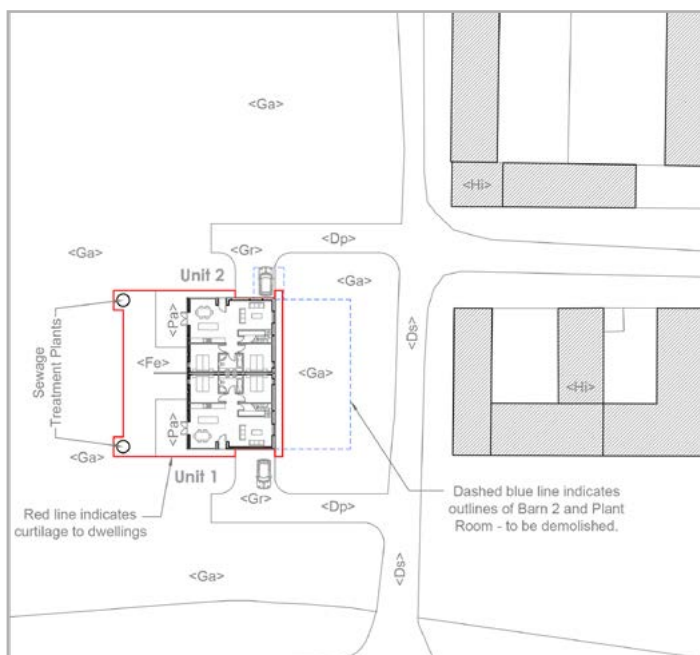 <Ga>
<Hi>
<Ga>
<Gr>
<Dp>
Unit 2
<Ga>
<Pa>
<Ds>
Sewage
Treatment Plants
<Fe>
<Ga>
<Hi>
<Pa>
<Ga>
Unit 1
Red line indicates
curtilage to dwellings
<Gr>
<Dp>
Dashed blue line indicates
outlines of Barn 2 and Plant
Room - to be demolished.
<Ga>
<Ds>